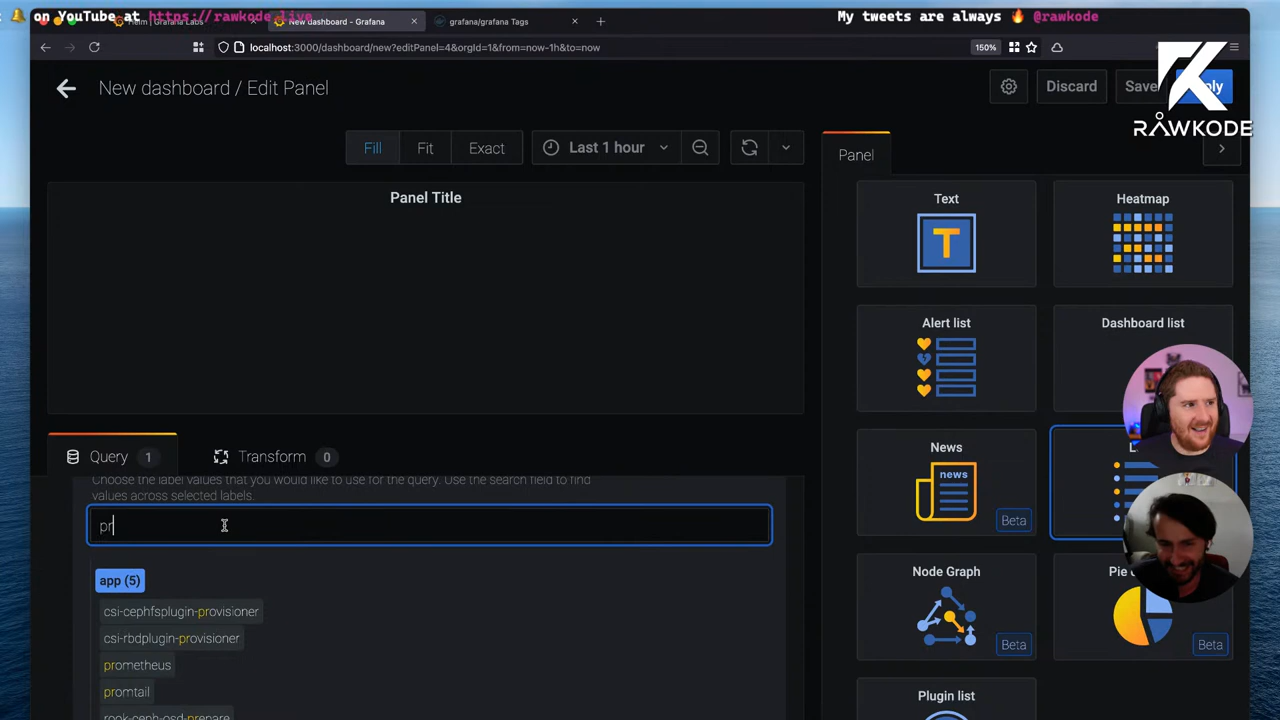 on YouTube at https://rawkode.live
My tweets are always 🔥 @rawkode
New dashboard - Grafana
grafana/grafana Tags
localhost:3000/dashboard/new?editPanel=4&orgId=1&from=now-1h&to=now
150%
New dashboard / Edit Panel
Discard
Save
RAWKODE
Fill
Fit
Exact
Last 1 hour
Panel
Panel Title
Text
Heatmap
Alert list
Dashboard list
News
Beta
Query 1
Transform 0
Choose the label values that you would like to use for the query. Use the search field to find
values across selected labels.
pr
app (5)
csi-cephfsplugin-provisioner
csi-rbdplugin-provisioner
prometheus
promtail
rook-ceph-osd-prepare
Node Graph
Beta
Pie
Beta
Plugin list